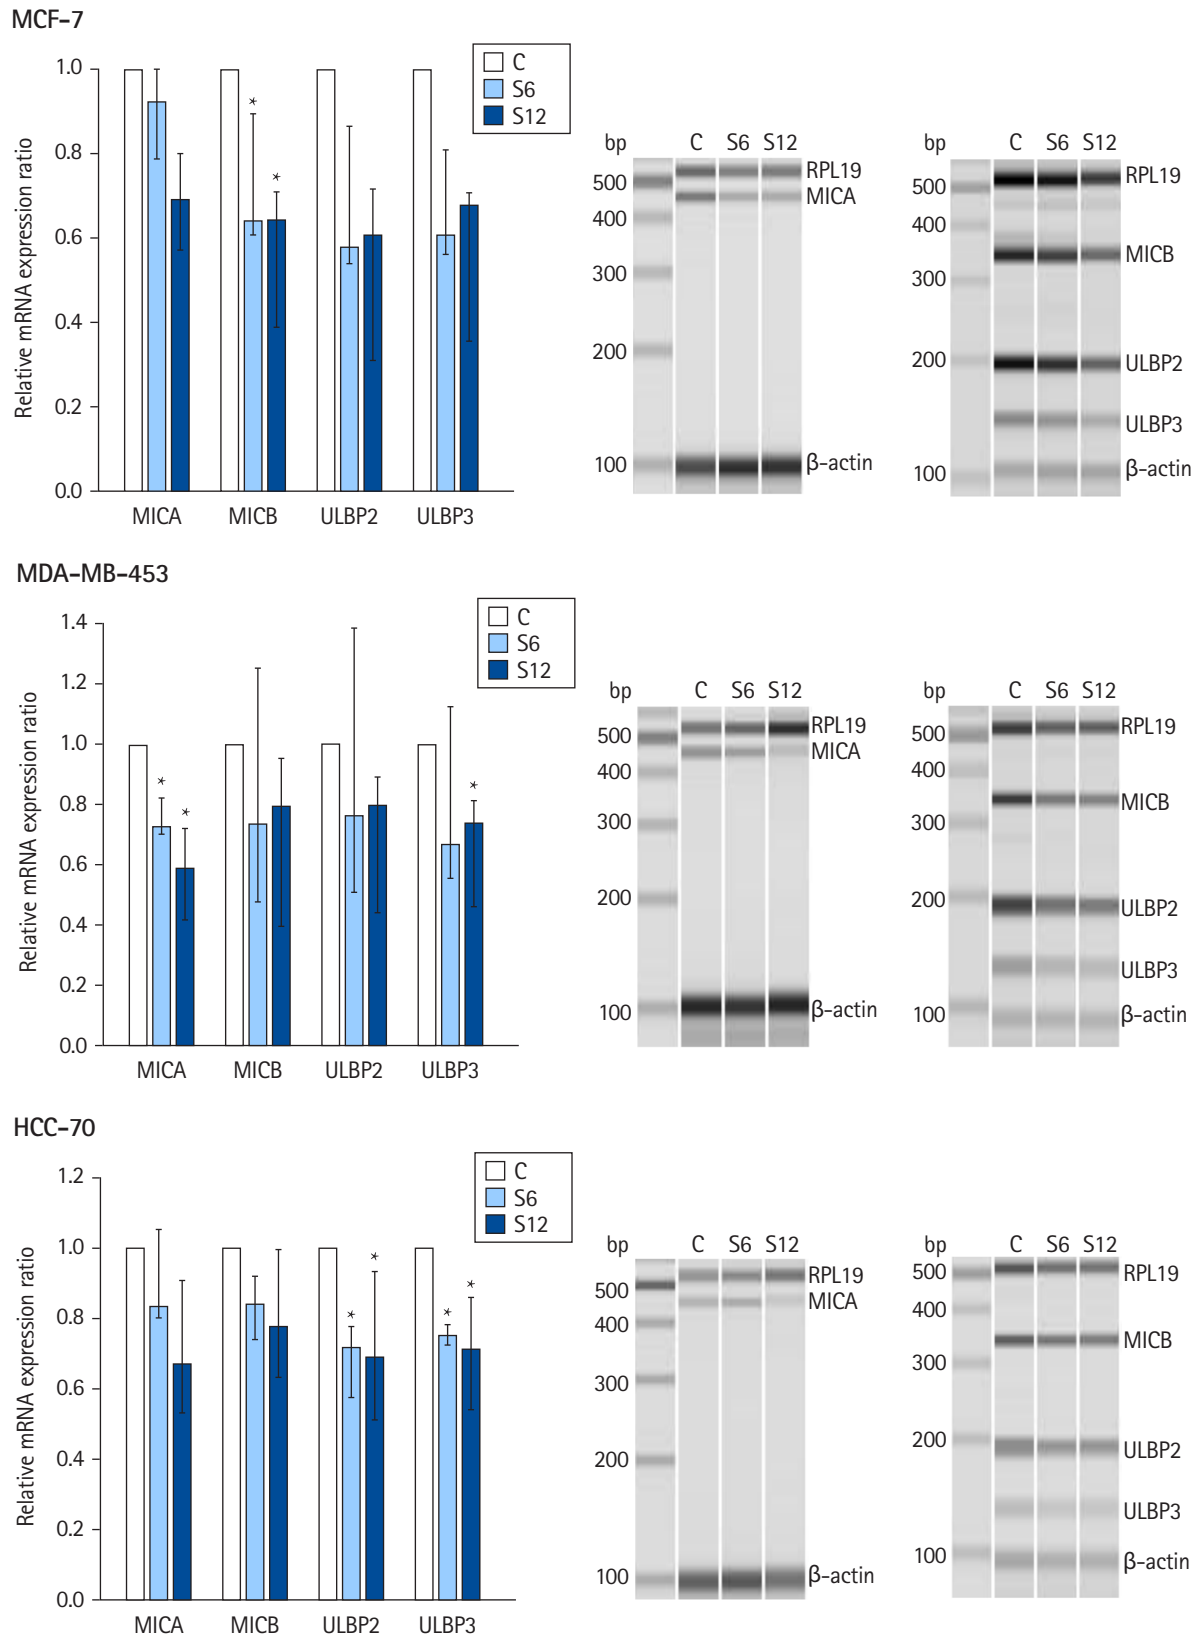 MCF-7
Relative mRNA expression ratio
1.0
0.8
0.6
0.4
0.2
0.0
* * 
MICA MICB ULBP2 ULBP3
C
S6
S12
bp C S6 S12
500
400
300
200
100
RPL19
MICA
β-actin
bp C S6 S12
500
400
300
200
100
RPL19
MICB
ULBP2
ULBP3
β-actin
MDA-MB-453
Relative mRNA expression ratio
1.4
1.2
1.0
0.8
0.6
0.4
0.2
0.0
* * *
MICA MICB ULBP2 ULBP3
C
S6
S12
bp C S6 S12
500
400
300
200
100
RPL19
MICA
β-actin
bp C S6 S12
500
400
300
200
100
RPL19
MICB
ULBP2
ULBP3
β-actin
HCC-70
Relative mRNA expression ratio
1.2
1.0
0.8
0.6
0.4
0.2
0.0
* * * *
MICA MICB ULBP2 ULBP3
C
S6
S12
bp C S6 S12
500
400
300
200
100
RPL19
MICA
β-actin
bp C S6 S12
500
400
300
200
100
RPL19
MICB
ULBP2
ULBP3
β-actin